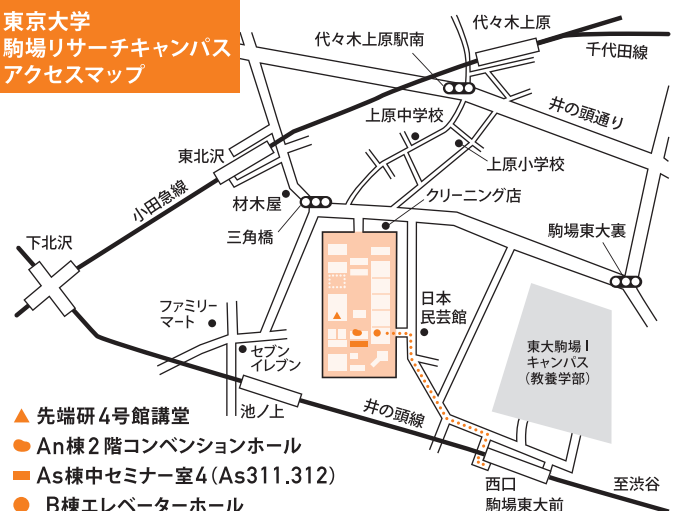 東京大学
駒場リサーチキャンパス
アクセスマップ
代々木上原
代々木上原駅南
千代田線
井の頭通り
上原中学校
上原小学校
東北沢
小田急線
材木屋
クリーニング店
三角橋
駒場東大裏
下北沢
ファミリー
マート
日本
民芸館
セブン
イレブン
東大駒場Ⅰ
キャンパス
(教養学部)
池ノ上
井の頭線
西口
駒場東大前
至渋谷
先端研4号館講堂
An棟2階コンベンションホール
As棟中セミナー室4(As311.312)
B棟エレベーターホール